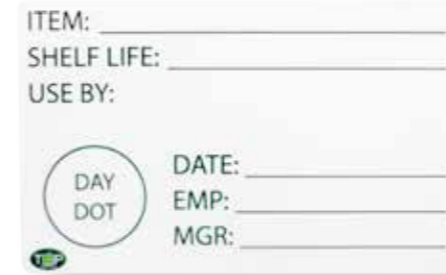 ITEM:
SHELF LIFE:
USE BY:
DAY
DOT
DATE:
EMP:
MGR: